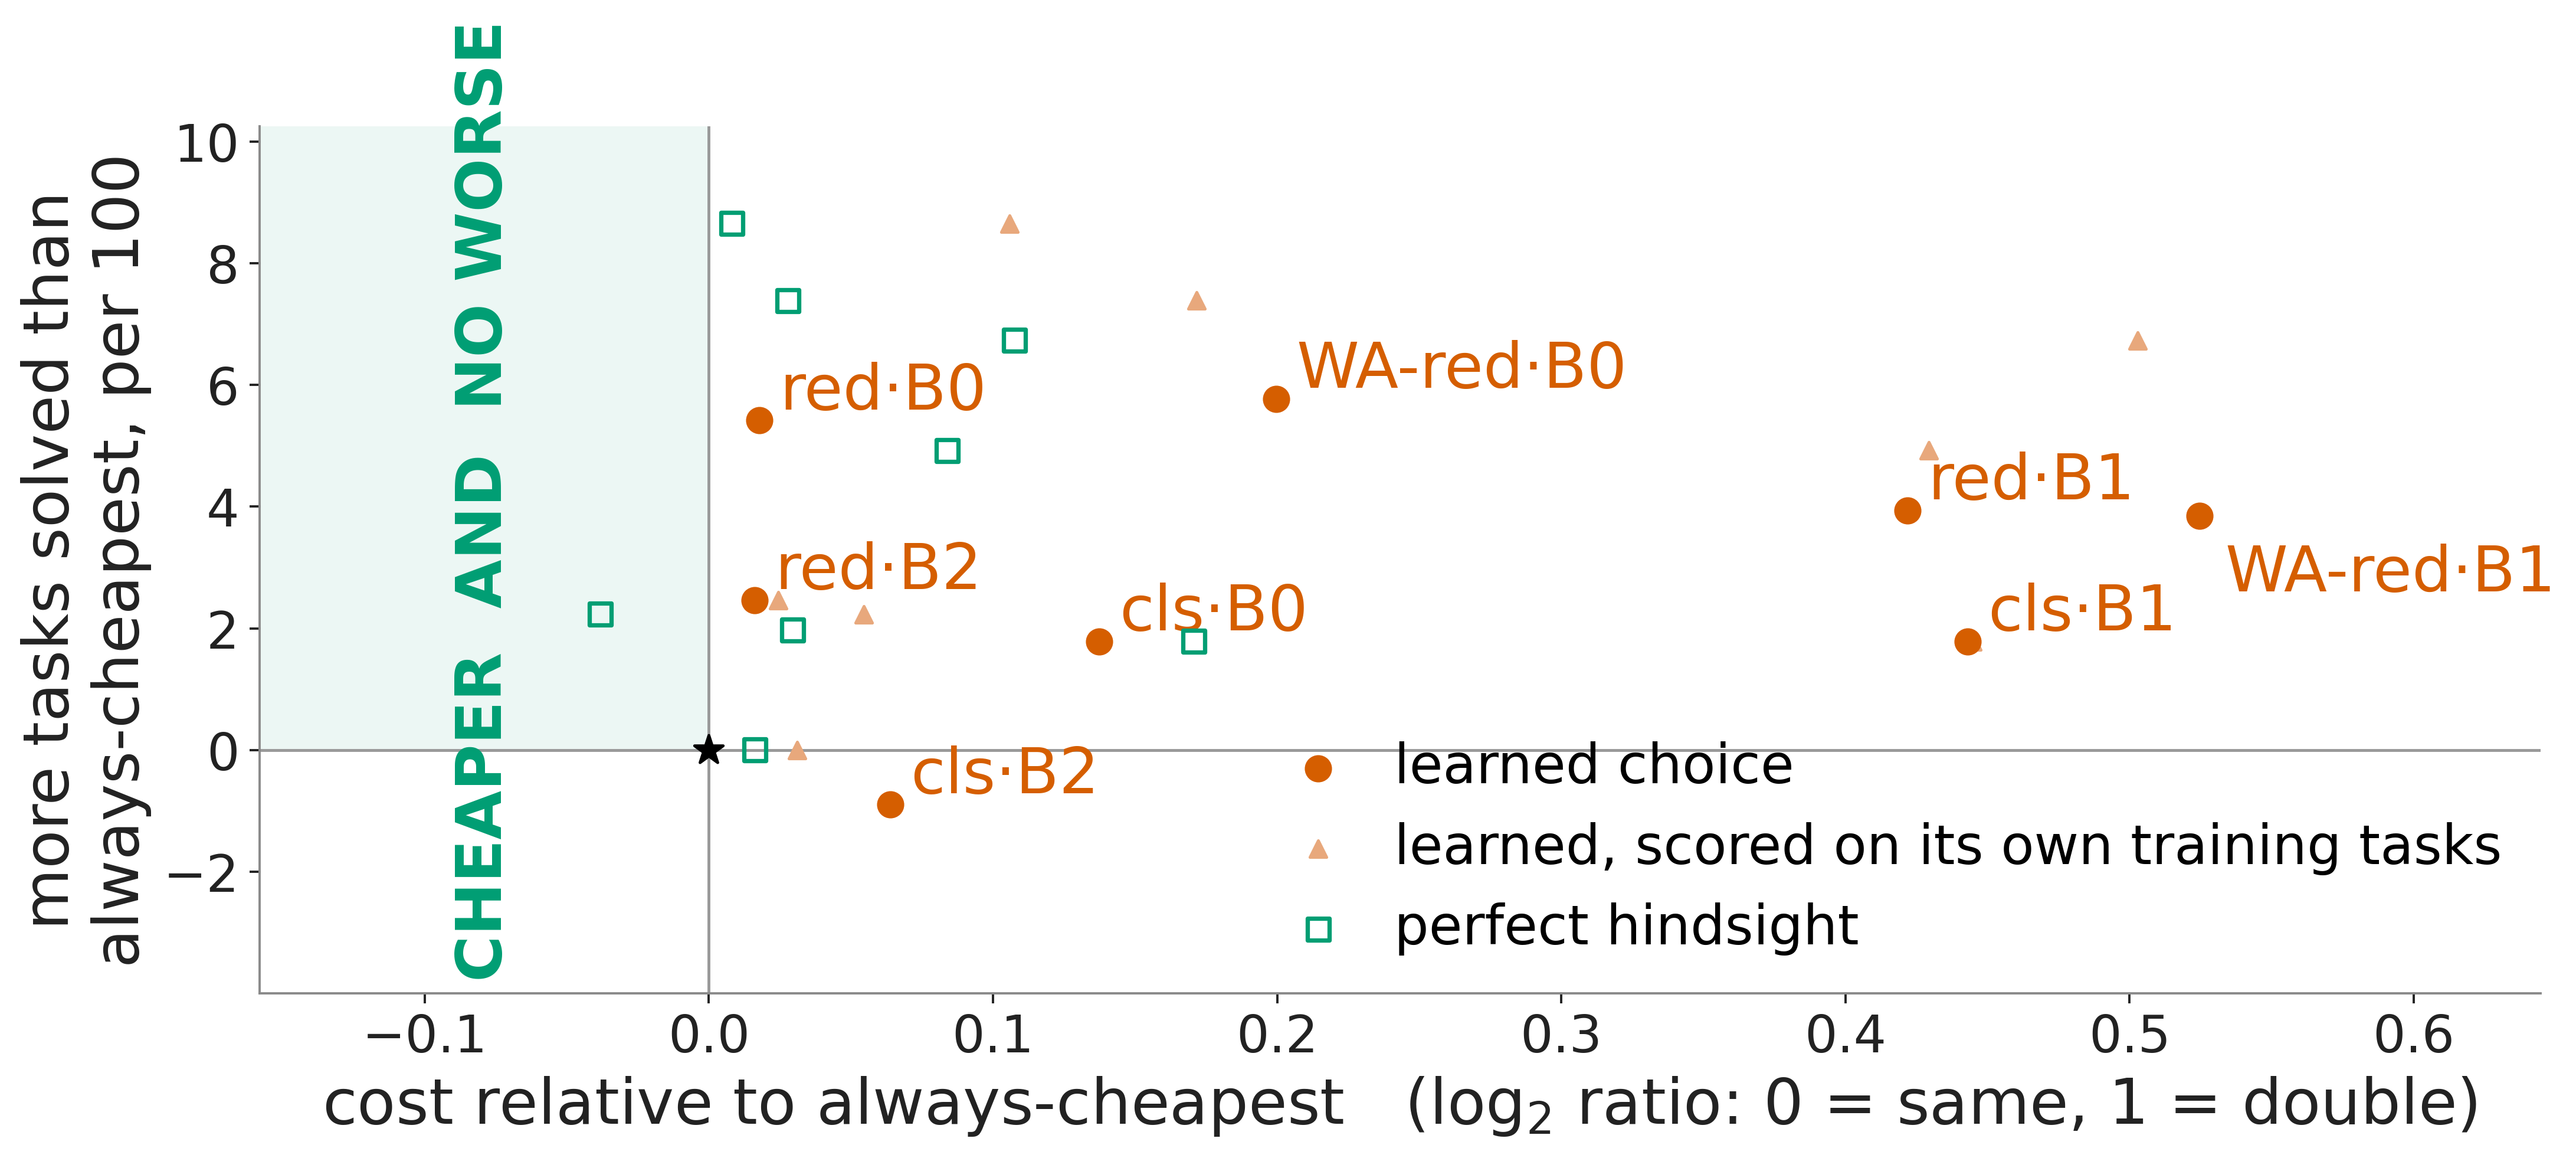 more tasks solved than
always-cheapest, per 100
10
8
6
4
2
0
−2
CHEAPER AND NO WORSE
red·B0
WA-red·B0
red·B1
WA-red·B1
red·B2
cls·B0
cls·B1
cls·B2
learned choice
learned, scored on its own training tasks
perfect hindsight
−0.1
0.0
0.1
0.2
0.3
0.4
0.5
0.6
cost relative to always-cheapest (log₂ ratio: 0 = same, 1 = double)